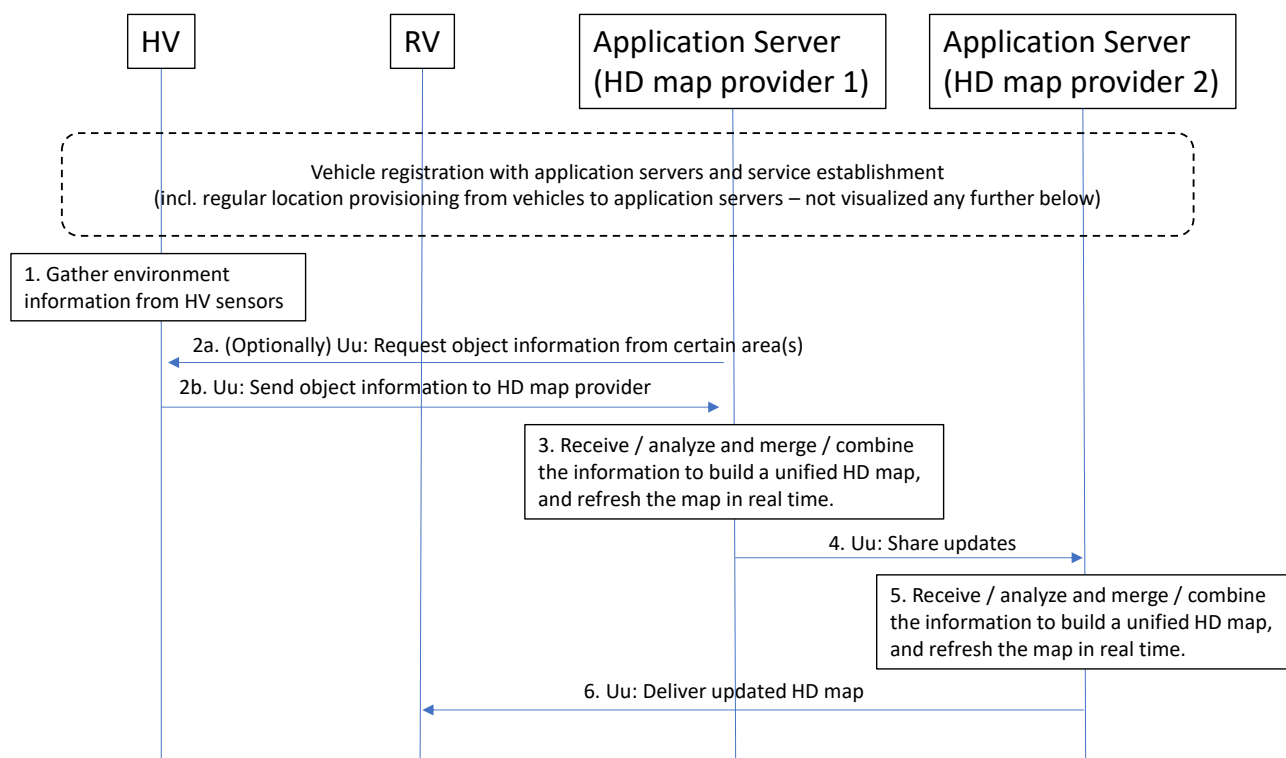 HV
RV
Application Server
(HD map provider 1)
Application Server
(HD map provider 2)
Vehicle registration with application servers and service establishment
(incl. regular location provisioning from vehicles to application servers – not visualized any further below)
1. Gather environment
information from HV sensors
2a. (Optionally) Uu: Request object information from certain area(s)
2b. Uu: Send object information to HD map provider
3. Receive / analyze and merge / combine
the information to build a unified HD map,
and refresh the map in real time.
4. Uu: Share updates
5. Receive / analyze and merge / combine
the information to build a unified HD map,
and refresh the map in real time.
6. Uu: Deliver updated HD map